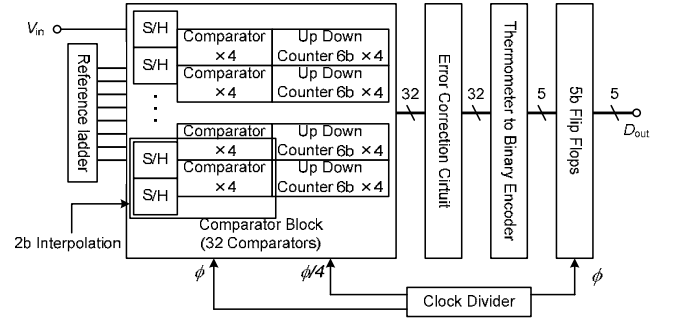 V_in
S/H
Comparator
×4
Up Down
Counter 6b ×4
S/H
Comparator
×4
Up Down
Counter 6b ×4
Reference ladder
Comparator
×4
Up Down
Counter 6b ×4
S/H
Comparator
×4
Up Down
Counter 6b ×4
S/H
2b Interpolation
Comparator Block
(32 Comparators)
32
Error Correction Cirtuit
32
Thermometer to Binary Encoder
5
5b Flip Flops
5
D_out
ϕ
ϕ/4
ϕ
Clock Divider